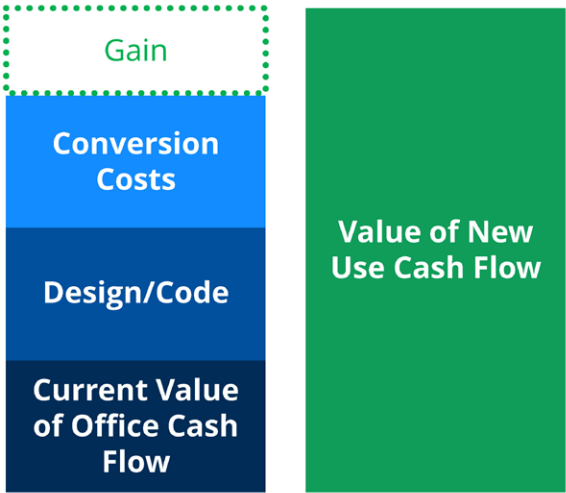 Gain
Conversion
Costs
Design/Code
Current Value
of Office Cash
Flow
Value of New
Use Cash Flow